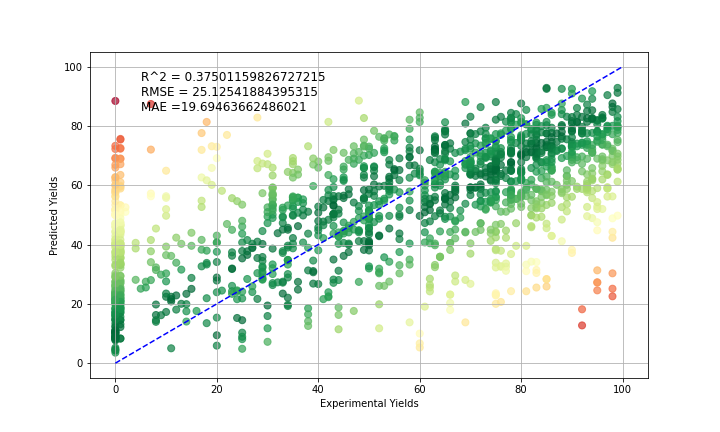 R^2 = 0.37501159826727215
RMSE = 25.12541884395315
MAE =19.69463662486021
100
80
60
40
20
0
Predicted Yields
0 20 40 60 80 100
Experimental Yields